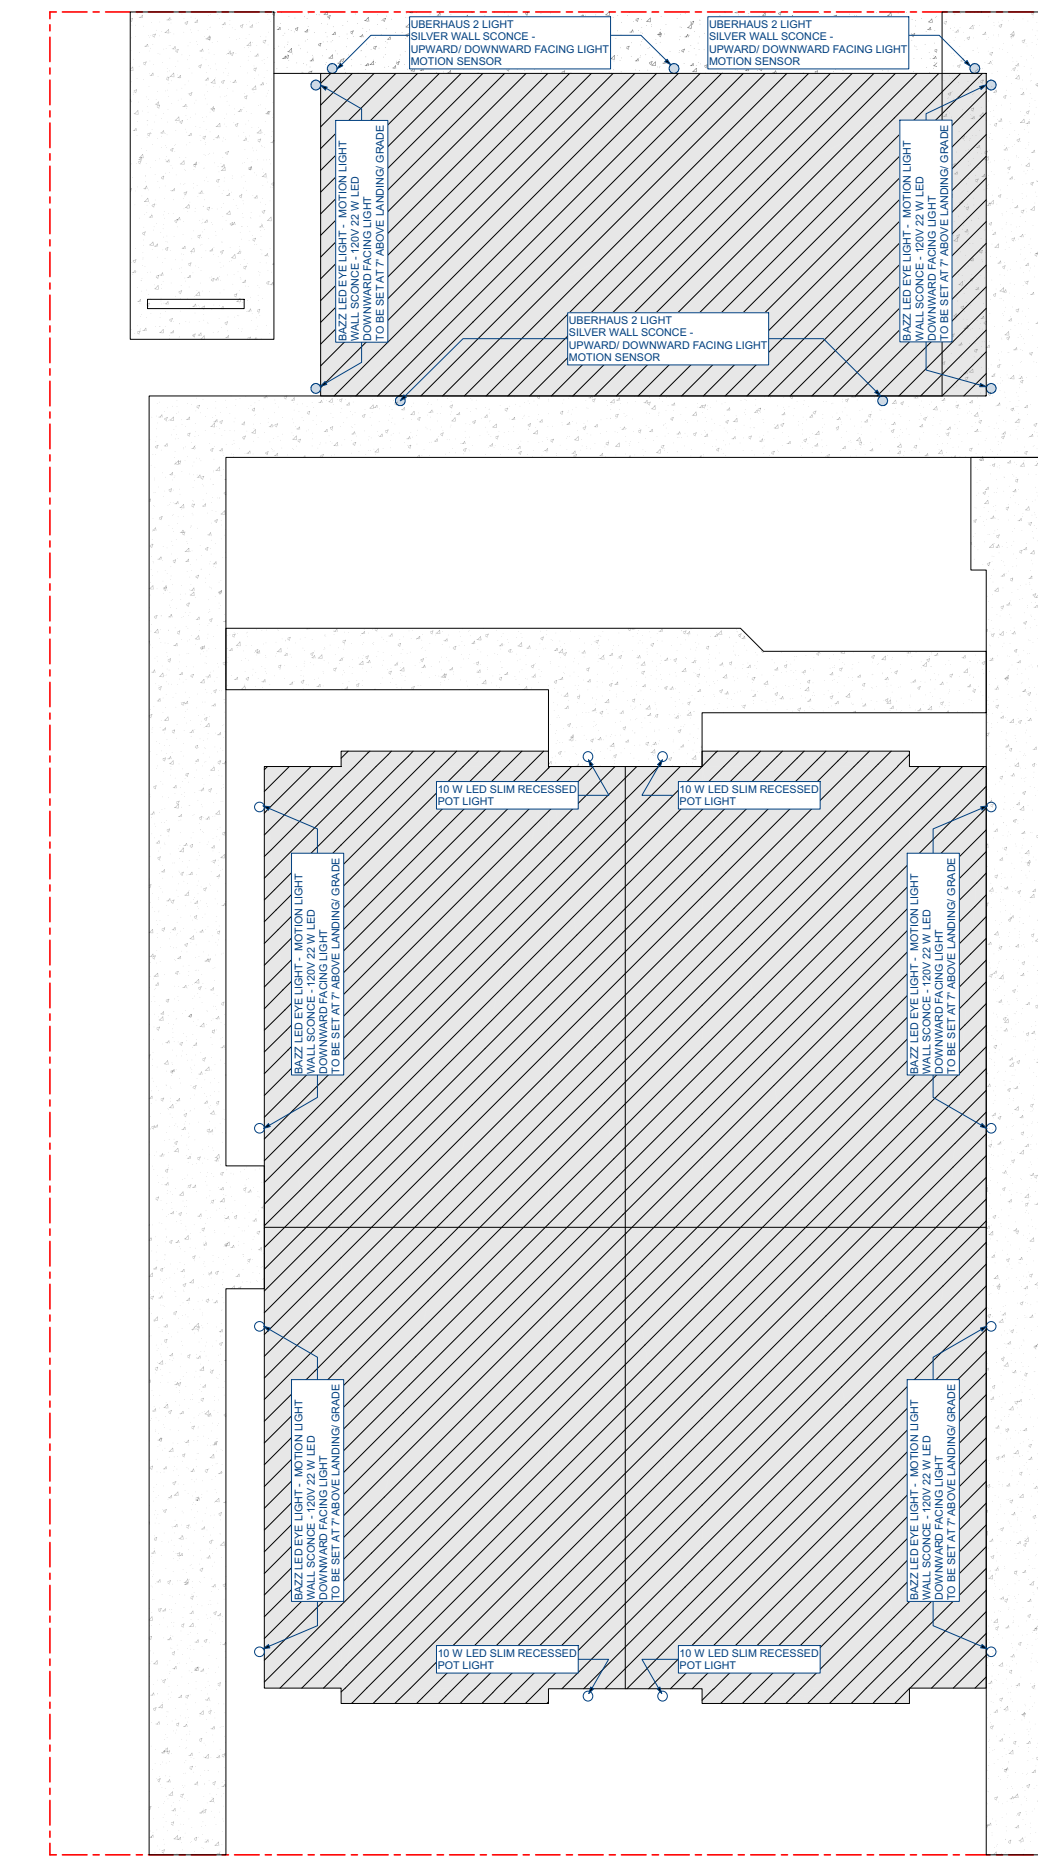 UBERHAUS 2 LIGHT
SILVER WALL SCONCE -
UPWARD/ DOWNWARD FACING LIGHT
MOTION SENSOR
UBERHAUS 2 LIGHT
SILVER WALL SCONCE -
UPWARD/ DOWNWARD FACING LIGHT
MOTION SENSOR
BAZZ LED EYE LIGHT - MOTION LIGHT
WALL SCONCE - 120V 22 W LED
DOWNWARD FACING LIGHT
TO BE SET AT 7' ABOVE LANDING/ GRADE
BAZZ LED EYE LIGHT - MOTION LIGHT
WALL SCONCE - 120V 22 W LED
DOWNWARD FACING LIGHT
TO BE SET AT 7' ABOVE LANDING/ GRADE
UBERHAUS 2 LIGHT
SILVER WALL SCONCE -
UPWARD/ DOWNWARD FACING LIGHT
MOTION SENSOR
10 W LED SLIM RECESSED
POT LIGHT
10 W LED SLIM RECESSED
POT LIGHT
BAZZ LED EYE LIGHT - MOTION LIGHT
WALL SCONCE - 120V 22 W LED
DOWNWARD FACING LIGHT
TO BE SET AT 7' ABOVE LANDING/ GRADE
BAZZ LED EYE LIGHT - MOTION LIGHT
WALL SCONCE - 120V 22 W LED
DOWNWARD FACING LIGHT
TO BE SET AT 7' ABOVE LANDING/ GRADE
BAZZ LED EYE LIGHT - MOTION LIGHT
WALL SCONCE - 120V 22 W LED
DOWNWARD FACING LIGHT
TO BE SET AT 7' ABOVE LANDING/ GRADE
BAZZ LED EYE LIGHT - MOTION LIGHT
WALL SCONCE - 120V 22 W LED
DOWNWARD FACING LIGHT
TO BE SET AT 7' ABOVE LANDING/ GRADE
10 W LED SLIM RECESSED
POT LIGHT
10 W LED SLIM RECESSED
POT LIGHT